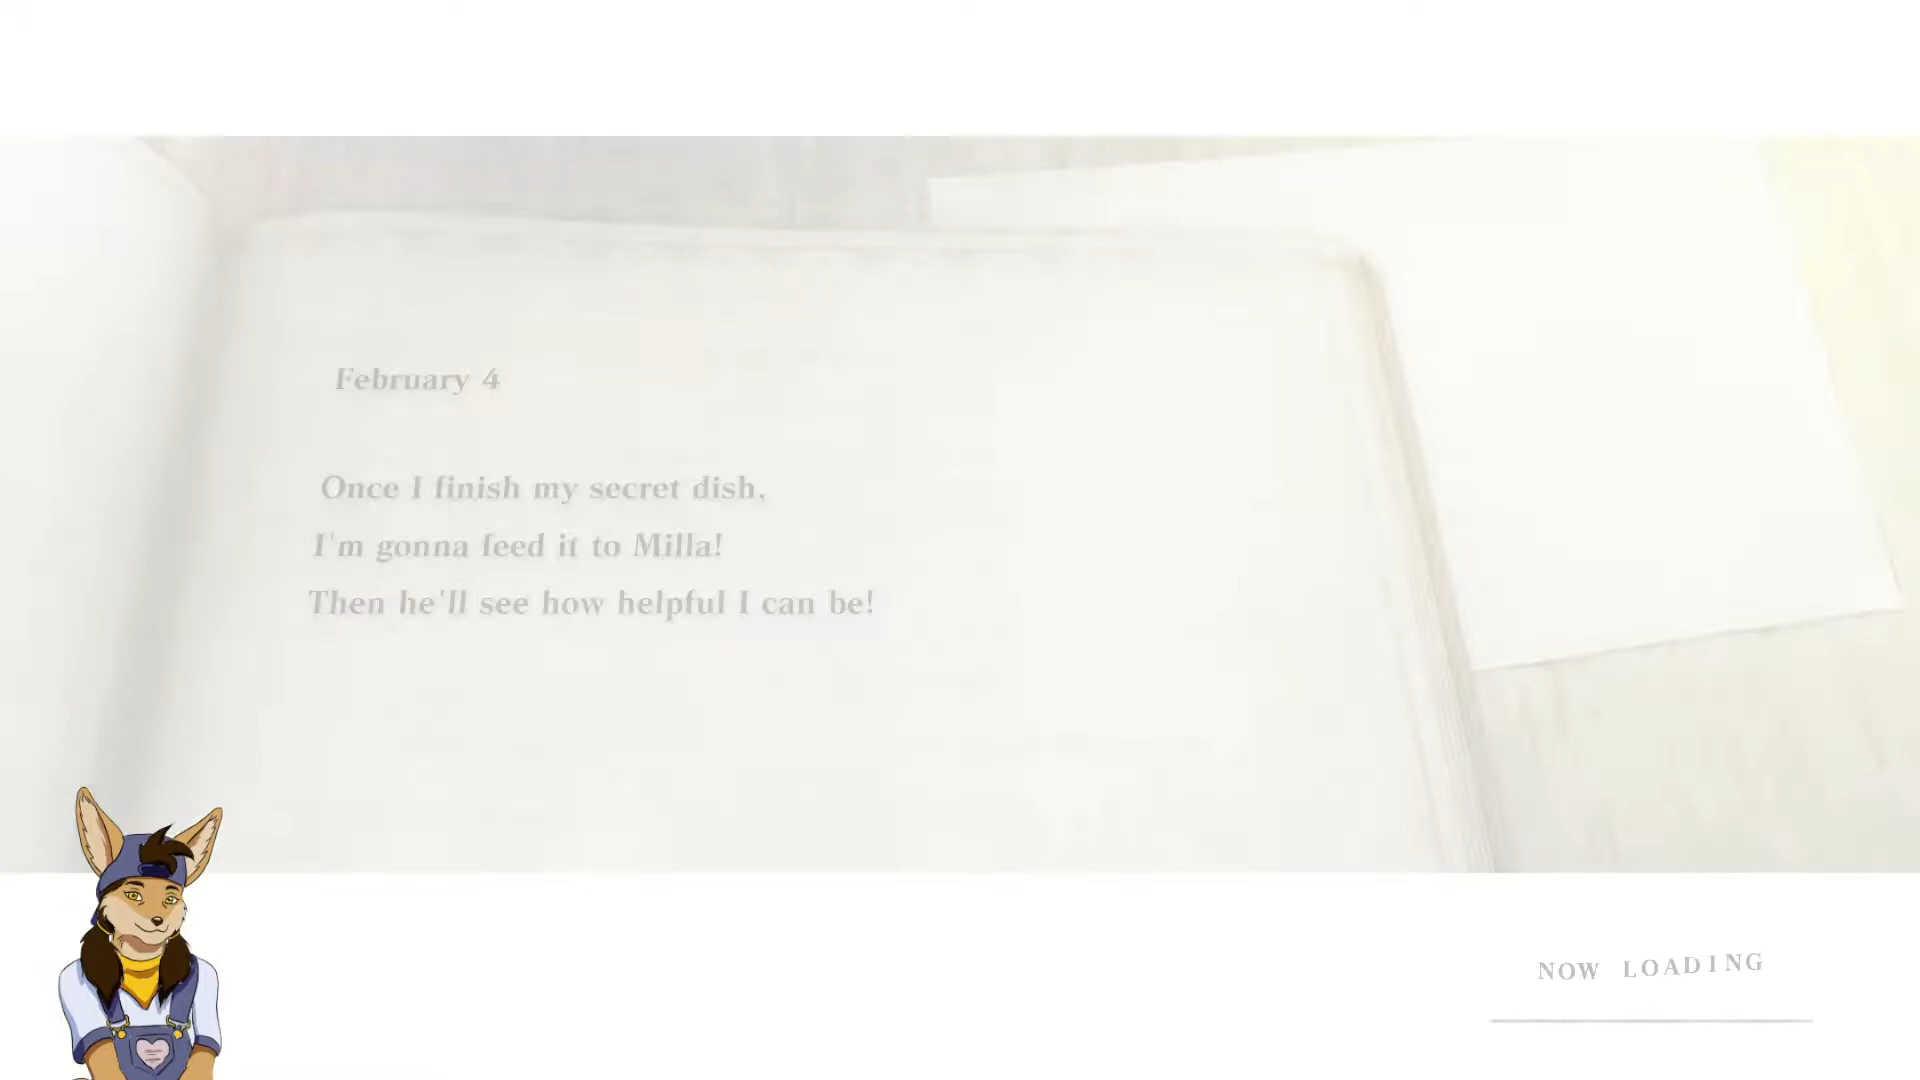 February 4
Once I finish my secret dish,
I'm gonna feed it to Milla!
Then he'll see how helpful I can be!
NOW LOADING